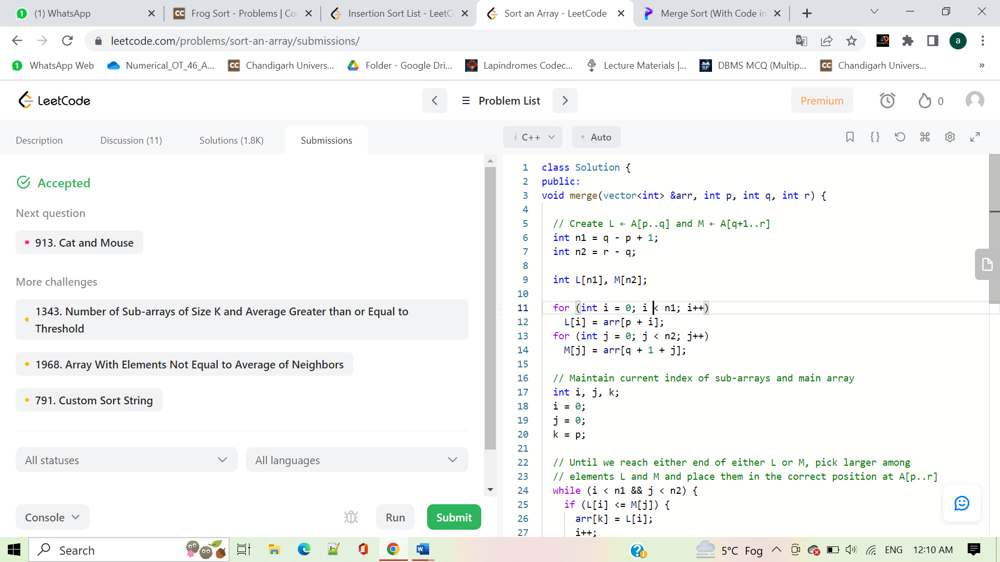 (1) WhatsApp
Frog Sort - Problems | Co
Insertion Sort List - LeetC
Sort an Array - LeetCode
Merge Sort (With Code in
leetcode.com/problems/sort-an-array/submissions/
a
WhatsApp Web
Numerical_OT_46_A...
Chandigarh Univers...
Folder - Google Dri...
Lapindromes Codec...
Lecture Materials |...
DBMS MCQ (Multip...
Chandigarh Univers...
»
LeetCode
Problem List
Premium
0
Description
Discussion (11)
Solutions (1.8K)
Submissions
i C++
• Auto
Accepted
Next question
• 913. Cat and Mouse
More challenges
• 1343. Number of Sub-arrays of Size K and Average Greater than or Equal to
Threshold
• 1968. Array With Elements Not Equal to Average of Neighbors
• 791. Custom Sort String
All statuses
All languages
Console
Run
Submit
1 class Solution {
2 public:
3 void merge(vector<int> &arr, int p, int q, int r) {
4
5 // Create L ← A[p..q] and M ← A[q+1..r]
6 int n1 = q - p + 1;
7 int n2 = r - q;
8
9 int L[n1], M[n2];
10
11 for (int i = 0; i < n1; i++)
12 L[i] = arr[p + i];
13 for (int j = 0; j < n2; j++)
14 M[j] = arr[q + 1 + j];
15
16 // Maintain current index of sub-arrays and main array
17 int i, j, k;
18 i = 0;
19 j = 0;
20 k = p;
21
22 // Until we reach either end of either L or M, pick larger among
23 // elements L and M and place them in the correct position at A[p..r]
24 while (i < n1 && j < n2) {
25 if (L[i] <= M[j]) {
26 arr[k] = L[i];
27 i++;
Search
5°C Fog
ENG
12:10 AM